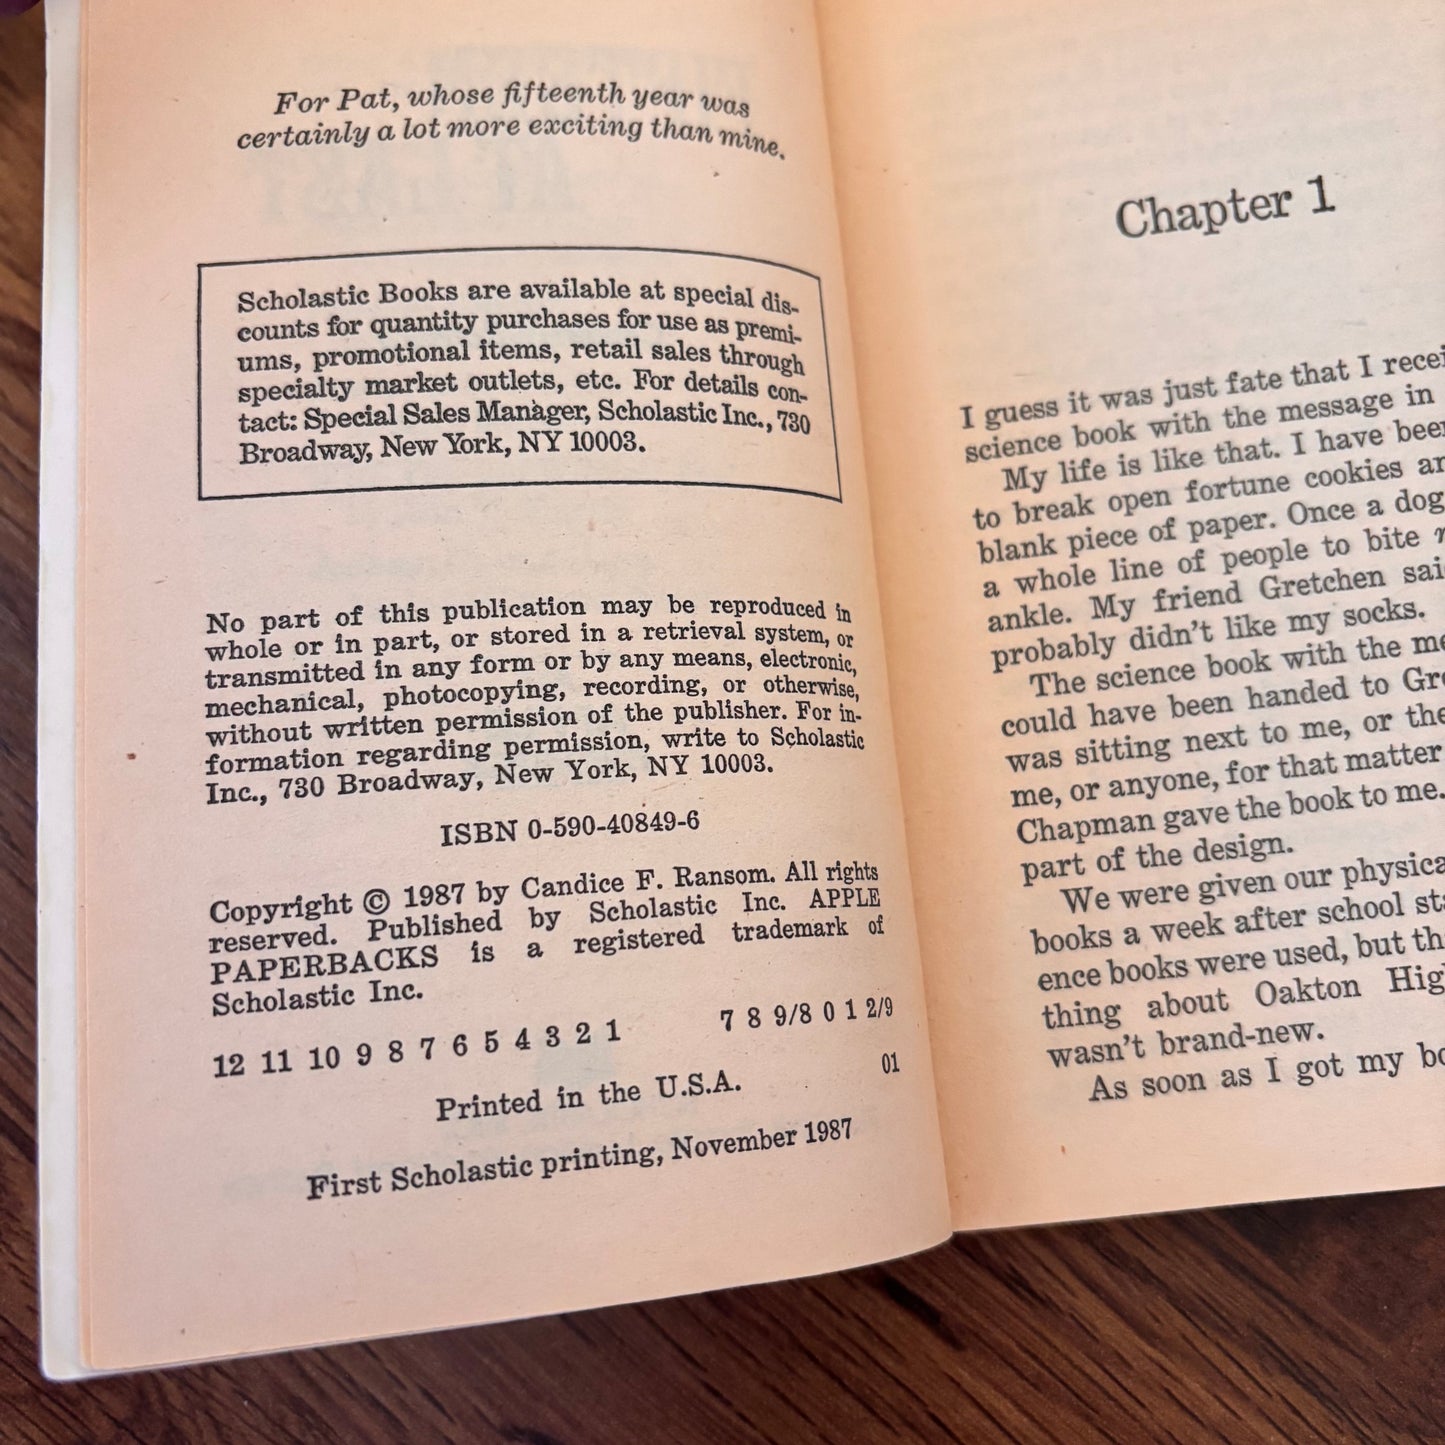 For Pat, whose fifteenth year was
certainly a lot more exciting than mine.
Scholastic Books are available at special dis-
counts for quantity purchases for use as premi-
ums, promotional items, retail sales through
specialty market outlets, etc. For details con-
tact: Special Sales Manager, Scholastic Inc., 730
Broadway, New York, NY 10003.
No part of this publication may be reproduced in
whole or in part, or stored in a retrieval system, or
transmitted in any form or by any means, electronic,
mechanical, photocopying, recording, or otherwise,
without written permission of the publisher. For in-
formation regarding permission, write to Scholastic
Inc., 730 Broadway, New York, NY 10003.
ISBN 0-590-40849-6
Copyright © 1987 by Candice F. Ransom. All rights
reserved. Published by Scholastic Inc. APPLE
PAPERBACKS is a registered trademark of
Scholastic Inc.
12 11 10 9 8 7 6 5 4 3 2 1 7 8 9/8 0 1 2/9
01
Printed in the U.S.A.
First Scholastic printing, November 1987
Chapter 1
I guess it was just fate that I recei
science book with the message in
My life is like that. I have been
to break open fortune cookies an
blank piece of paper. Once a dog
a whole line of people to bite
ankle. My friend Gretchen said
probably didn't like my socks.
The science book with the me
could have been handed to Gre
was sitting next to me, or the
me, or anyone, for that matter
Chapman gave the book to me.
part of the design.
We were given our physica
books a week after school sta
ence books were used, but th
thing about Oakton High
wasn't brand-new.
As soon as I got my bo